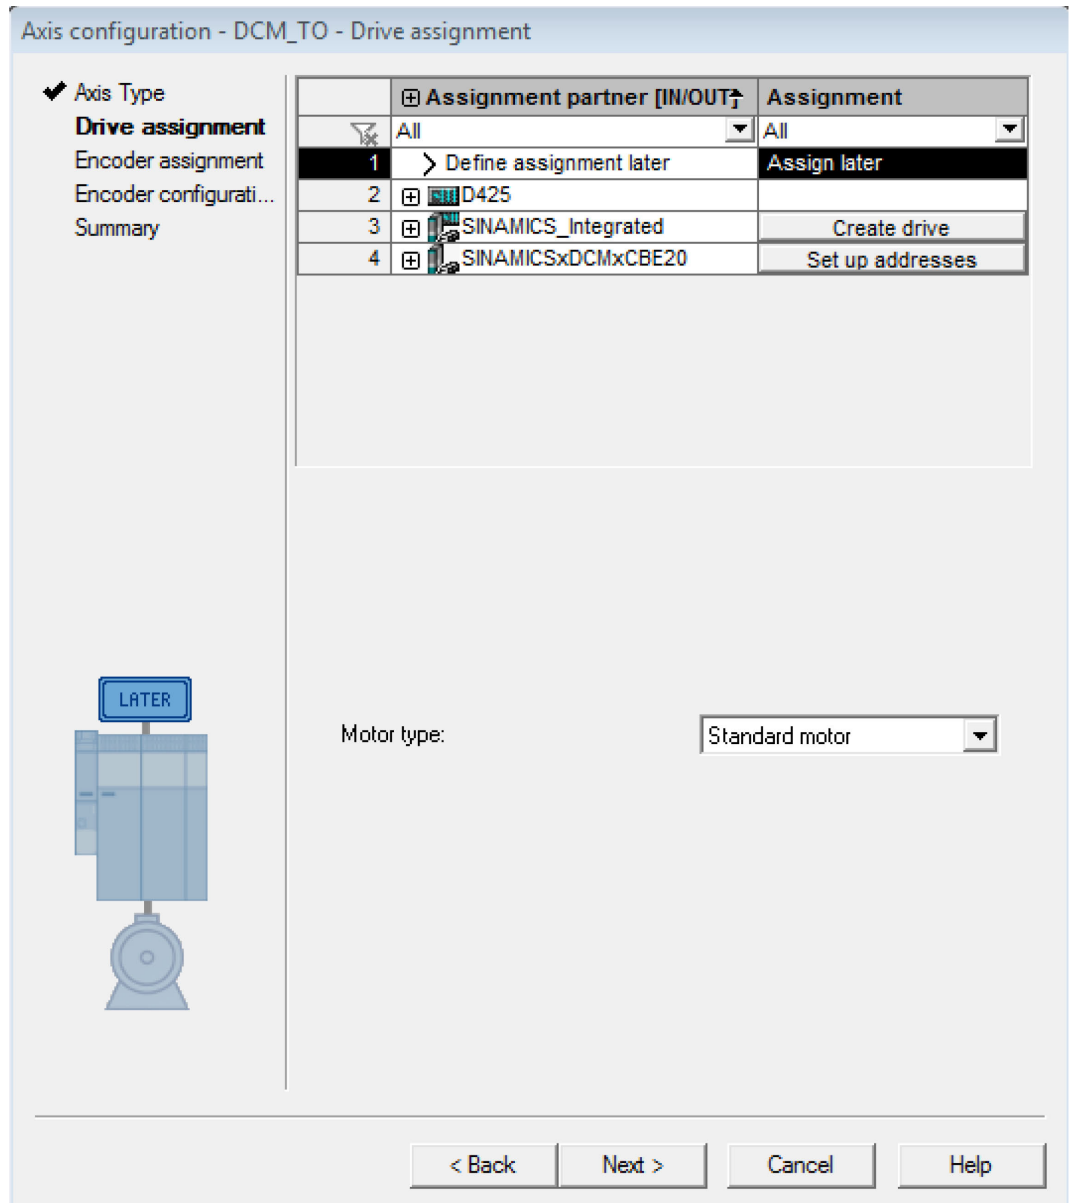 Axis configuration - DCM_TO - Drive assignment
Axis Type
Drive assignment
Encoder assignment
Encoder configurati...
Summary
Assignment partner [IN/OUT] Assignment
All All
1 Define assignment later Assign later
2 D425
3 SINAMICS_Integrated Create drive
4 SINAMICSxDCMxCBE20 Set up addresses
LATER
Motor type: Standard motor
< Back Next > Cancel Help